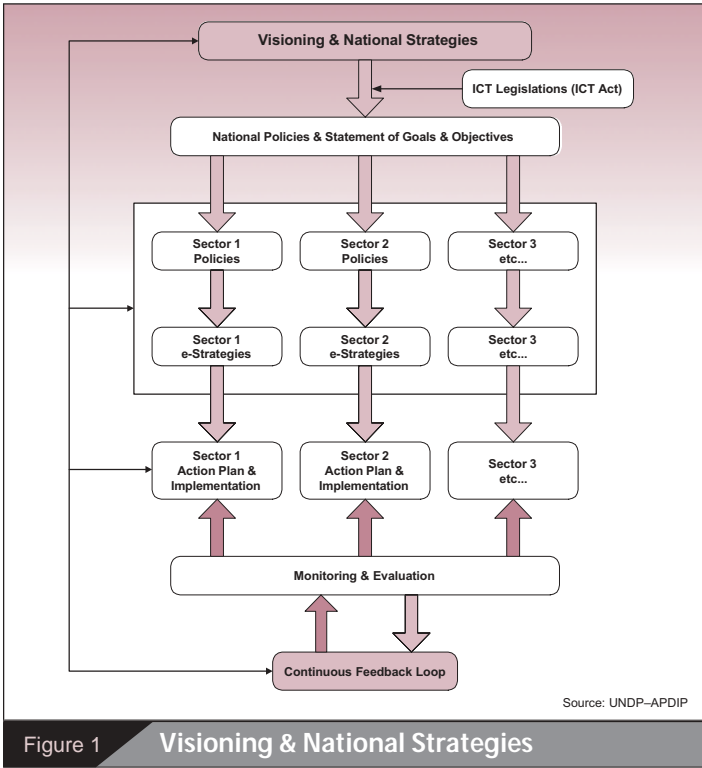 Visioning & National Strategies
ICT Legislations (ICT Act)
National Policies & Statement of Goals & Objectives
Sector 1
Policies
Sector 2
Policies
Sector 3
etc...
Sector 1
e-Strategies
Sector 2
e-Strategies
Sector 3
etc...
Sector 1
Action Plan &
Implementation
Sector 2
Action Plan &
Implementation
Sector 3
etc...
Monitoring & Evaluation
Continuous Feedback Loop
Source: UNDP–APDIP
Figure 1
Visioning & National Strategies